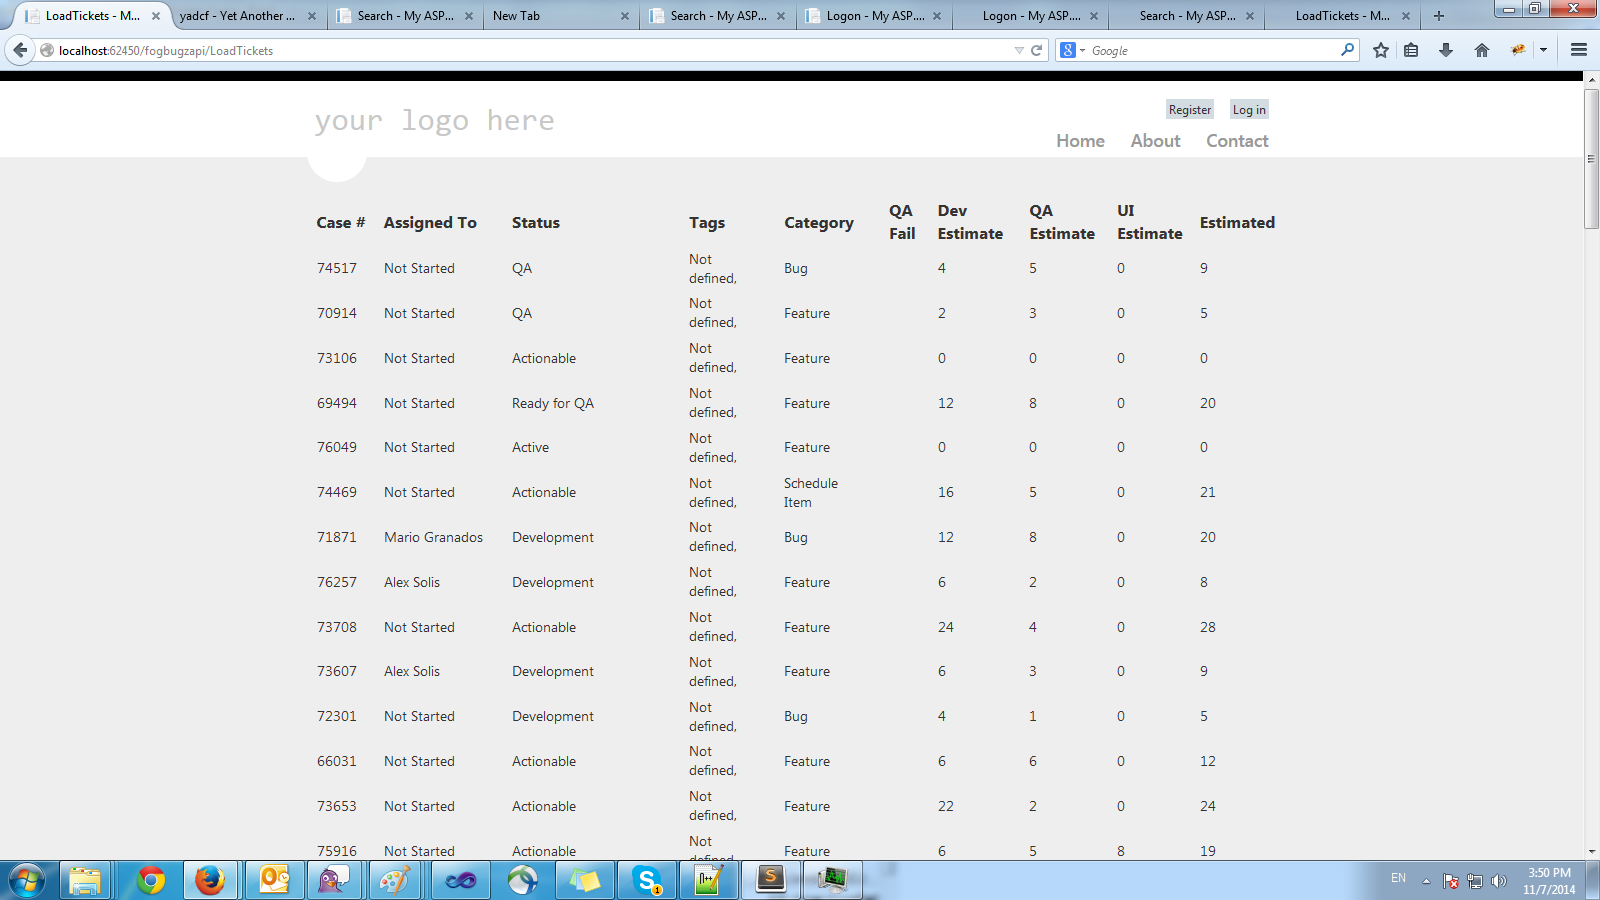 LoadTickets - M...
yadcf - Yet Another ...
Search - My ASP....
New Tab
Search - My ASP....
Logon - My ASP....
Logon - My ASP....
Search - My ASP....
LoadTickets - M...
localhost:62450/fogbugzapi/LoadTickets
Google
your logo here
Register Log in
Home About Contact
Case # Assigned To Status Tags Category QA Fail Dev Estimate QA Estimate UI Estimate Estimated
74517 Not Started QA Not defined, Bug 4 5 0 9
70914 Not Started QA Not defined, Feature 2 3 0 5
73106 Not Started Actionable Not defined, Feature 0 0 0 0
69494 Not Started Ready for QA Not defined, Feature 12 8 0 20
76049 Not Started Active Not defined, Feature 0 0 0 0
74469 Not Started Actionable Not defined, Schedule Item 16 5 0 21
71871 Mario Granados Development Not defined, Bug 12 8 0 20
76257 Alex Solis Development Not defined, Feature 6 2 0 8
73708 Not Started Actionable Not defined, Feature 24 4 0 28
73607 Alex Solis Development Not defined, Feature 6 3 0 9
72301 Not Started Development Not defined, Bug 4 1 0 5
66031 Not Started Actionable Not defined, Feature 6 6 0 12
73653 Not Started Actionable Not defined, Feature 22 2 0 24
75916 Not Started Actionable Not defined, Feature 6 5 8 19
EN
3:50 PM
11/7/2014